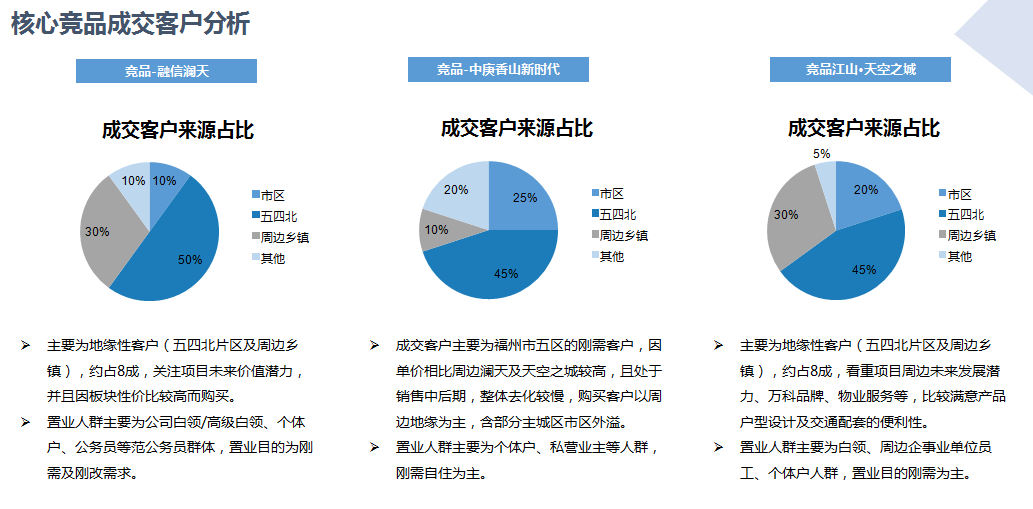 核心竞品成交客户分析
竞品-融信澜天
成交客户来源占比
10%
10%
30%
50%
市区
五四北
周边乡镇
其他
主要为地缘性客户（五四北片区及周边乡
镇），约占8成，关注项目未来价值潜力，
并且因板块性价比较高而购买。
置业人群主要为公司白领/高级白领、个体
户、公务员等范公务员群体，置业目的为刚
需及刚改需求。
竞品-中庚香山新时代
成交客户来源占比
20%
25%
10%
45%
市区
五四北
周边乡镇
其他
成交客户主要为福州市五区的刚需客户，因
单价相比周边澜天及天空之城较高，且处于
销售中后期，整体去化较慢，购买客户以周
边地缘为主，含部分主城区市区外溢。
置业人群主要为个体户、私营业主等人群，
刚需自住为主。
竞品江山•天空之城
成交客户来源占比
5%
20%
30%
45%
市区
五四北
周边乡镇
其他
主要为地缘性客户（五四北片区及周边乡
镇），约占8成，看重项目周边未来发展潜
力、万科品牌、物业服务等，比较满意产品
户型设计及交通配套的便利性。
置业人群主要为白领、周边企事业单位员
工、个体户人群，置业目的刚需为主。